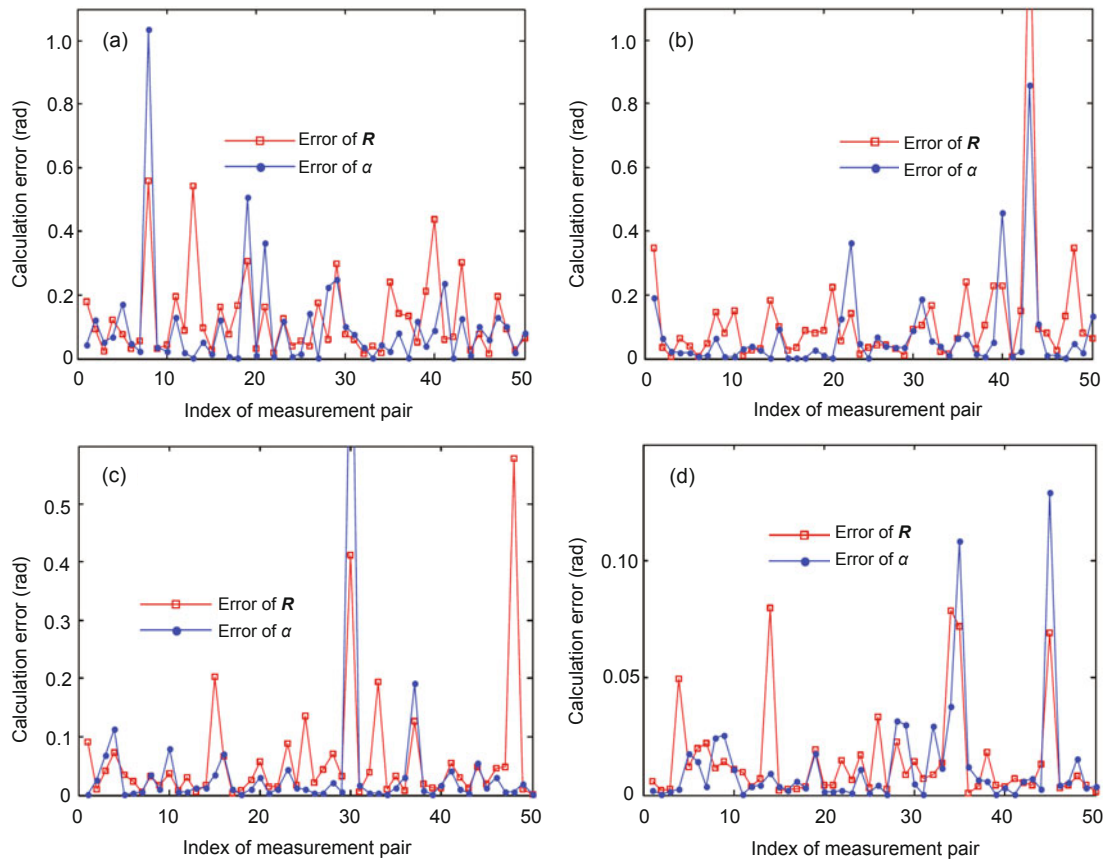 (a)
1.0
0.8
0.6
0.4
0.2
0
Calculation error (rad)
Error of R
Error of α
0 10 20 30 40 50
Index of measurement pair
(b)
1.0
0.8
0.6
0.4
0.2
0
Calculation error (rad)
Error of R
Error of α
0 10 20 30 40 50
Index of measurement pair
(c)
0.5
0.4
0.3
0.2
0.1
0
Calculation error (rad)
Error of R
Error of α
0 10 20 30 40 50
Index of measurement pair
(d)
0.10
0.05
0
Calculation error (rad)
Error of R
Error of α
0 10 20 30 40 50
Index of measurement pair